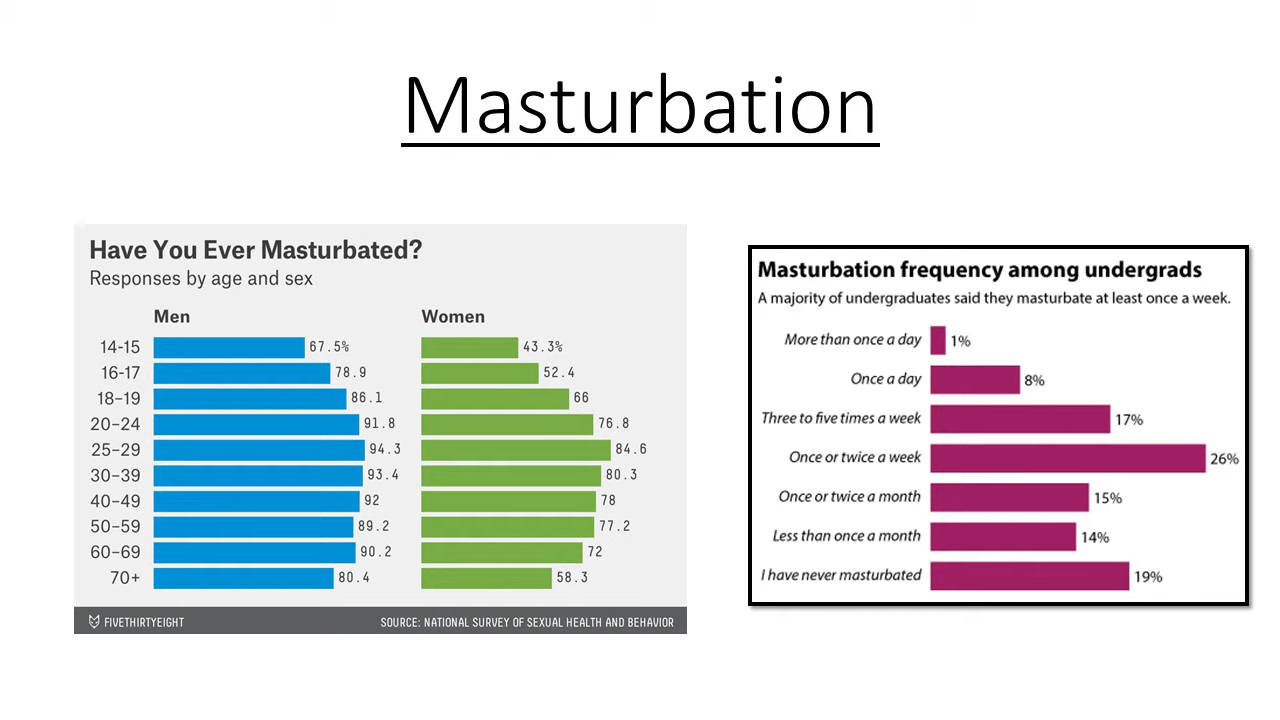 Masturbation
Have You Ever Masturbated?
Responses by age and sex
Men Women
14-15 67.5% 43.3%
16-17 78.9 52.4
18–19 86.1 66
20–24 91.8 76.8
25–29 94.3 84.6
30–39 93.4 80.3
40–49 92 78
50–59 89.2 77.2
60–69 90.2 72
70+ 80.4 58.3
FIVETHIRTYEIGHT SOURCE: NATIONAL SURVEY OF SEXUAL HEALTH AND BEHAVIOR
Masturbation frequency among undergrads
A majority of undergraduates said they masturbate at least once a week.
More than once a day 1%
Once a day 8%
Three to five times a week 17%
Once or twice a week 26%
Once or twice a month 15%
Less than once a month 14%
I have never masturbated 19%